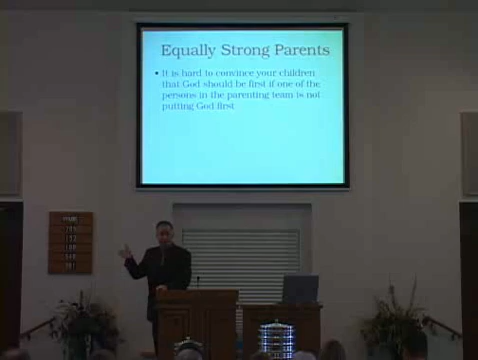 Equally Strong Parents
• It is hard to convince your children
that God should be first if one of the
persons in the parenting team is not
putting God first